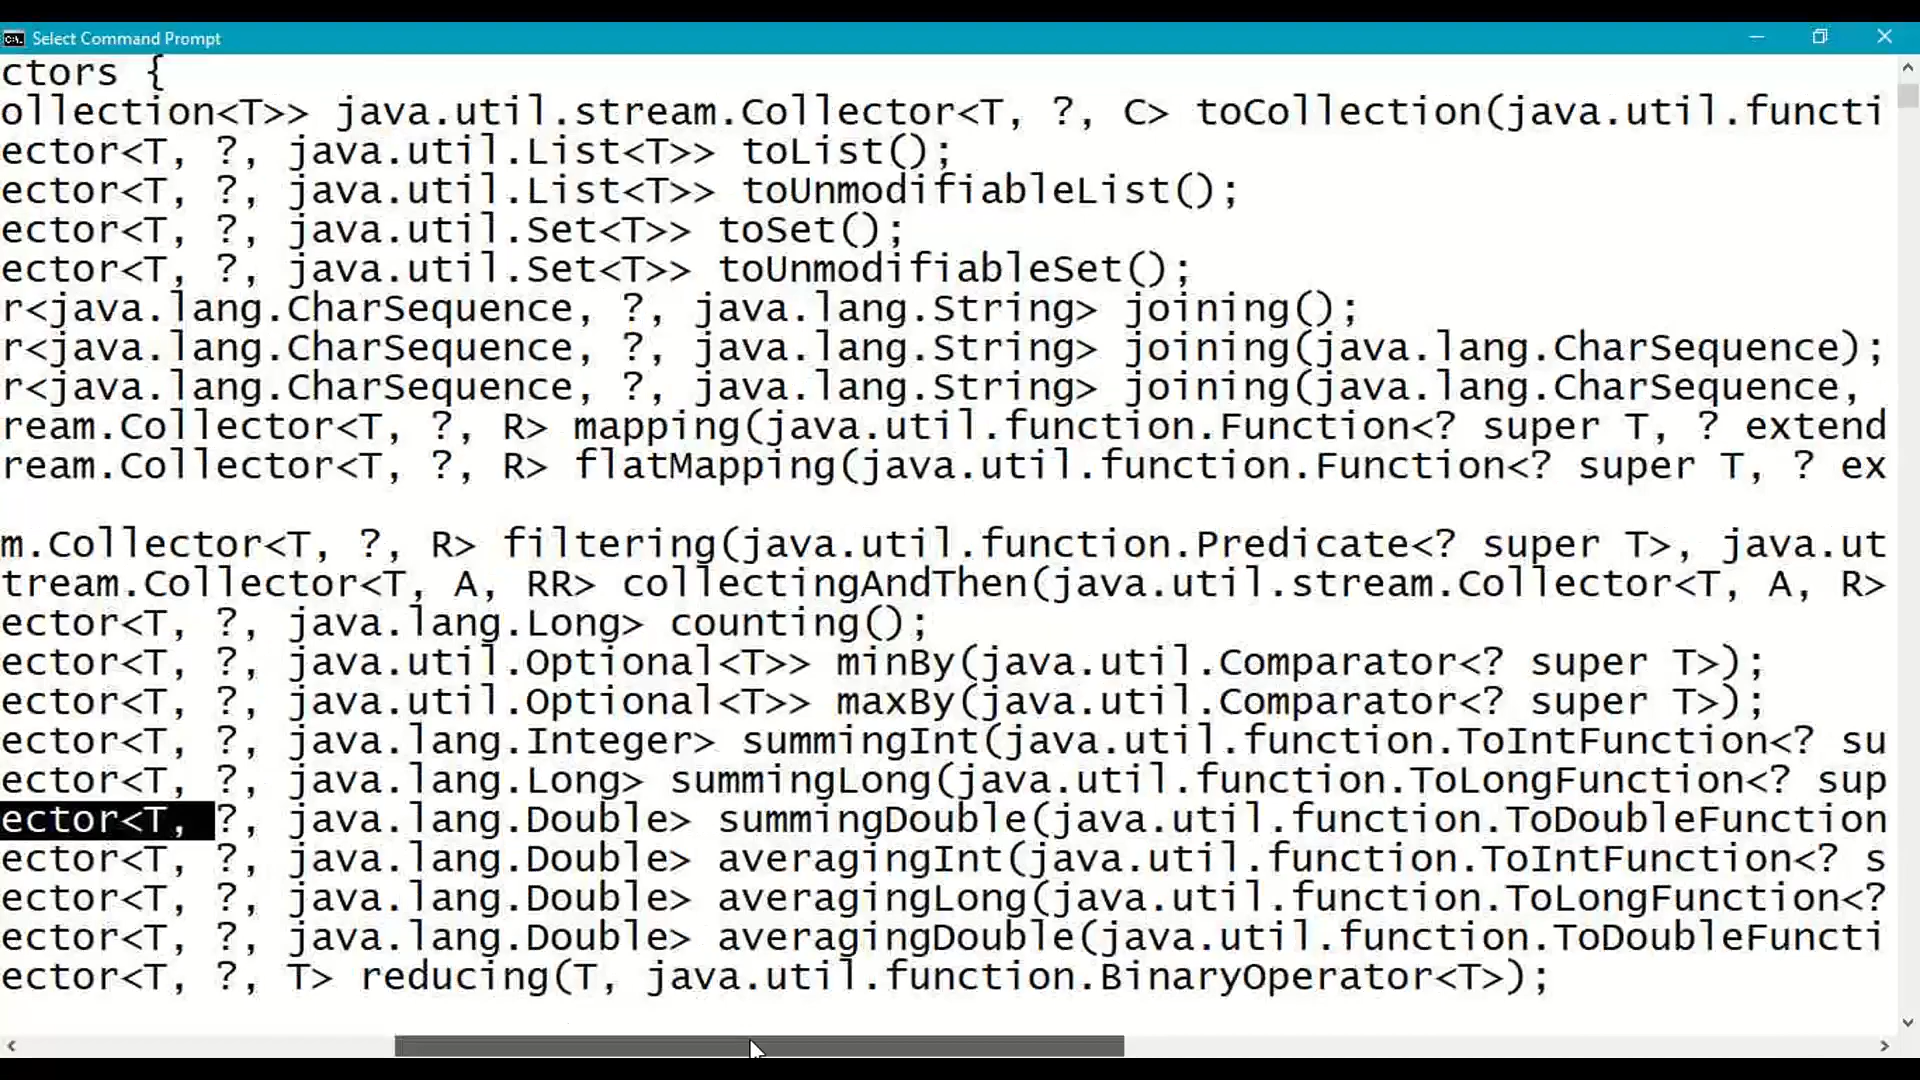 Select Command Prompt
ctors {
ollection<T>> java.util.stream.Collector<T, ?, C> toCollection(java.util.functi
ector<T, ?, java.util.List<T>> toList();
ector<T, ?, java.util.List<T>> toUnmodifiableList();
ector<T, ?, java.util.Set<T>> toSet();
ector<T, ?, java.util.Set<T>> toUnmodifiableSet();
r<java.lang.CharSequence, ?, java.lang.String> joining();
r<java.lang.CharSequence, ?, java.lang.String> joining(java.lang.CharSequence);
r<java.lang.CharSequence, ?, java.lang.String> joining(java.lang.CharSequence,
ream.Collector<T, ?, R> mapping(java.util.function.Function<? super T, ? extend
ream.Collector<T, ?, R> flatMapping(java.util.function.Function<? super T, ? ex
m.Collector<T, ?, R> filtering(java.util.function.Predicate<? super T>, java.ut
tream.Collector<T, A, RR> collectingAndThen(java.util.stream.Collector<T, A, R>
ector<T, ?, java.lang.Long> counting();
ector<T, ?, java.util.Optional<T>> minBy(java.util.Comparator<? super T>);
ector<T, ?, java.util.Optional<T>> maxBy(java.util.Comparator<? super T>);
ector<T, ?, java.lang.Integer> summingInt(java.util.function.ToIntFunction<? su
ector<T, ?, java.lang.Long> summingLong(java.util.function.ToLongFunction<? sup
ector<T, ?, java.lang.Double> summingDouble(java.util.function.ToDoubleFunction
ector<T, ?, java.lang.Double> averagingInt(java.util.function.ToIntFunction<? s
ector<T, ?, java.lang.Double> averagingLong(java.util.function.ToLongFunction<?
ector<T, ?, java.lang.Double> averagingDouble(java.util.function.ToDoubleFuncti
ector<T, ?, T> reducing(T, java.util.function.BinaryOperator<T>);